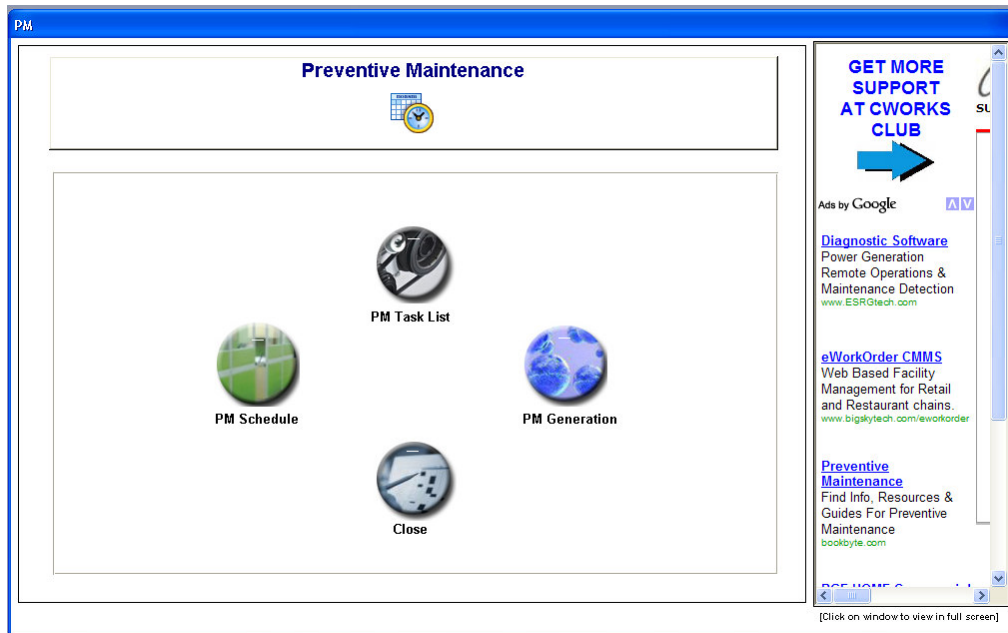 PM
Preventive Maintenance
PM Task List
PM Schedule
PM Generation
Close
GET MORE
SUPPORT
AT CWORKS
CLUB
SU
Ads by Google
Diagnostic Software
Power Generation
Remote Operations &
Maintenance Detection
www.ESRGtech.com
eWorkOrder CMMS
Web Based Facility
Management for Retail
and Restaurant chains.
www.bigskytech.com/eworkorder
Preventive
Maintenance
Find Info, Resources &
Guides For Preventive
Maintenance
bookbyte.com
[Click on window to view in full screen]